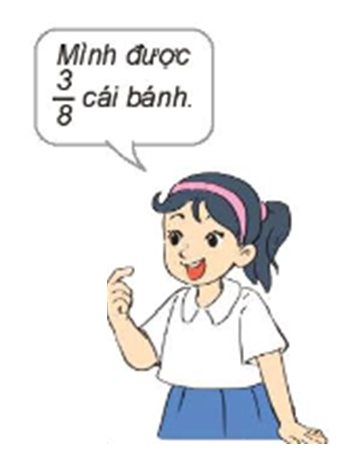 Mình được
3/8 cái bánh.